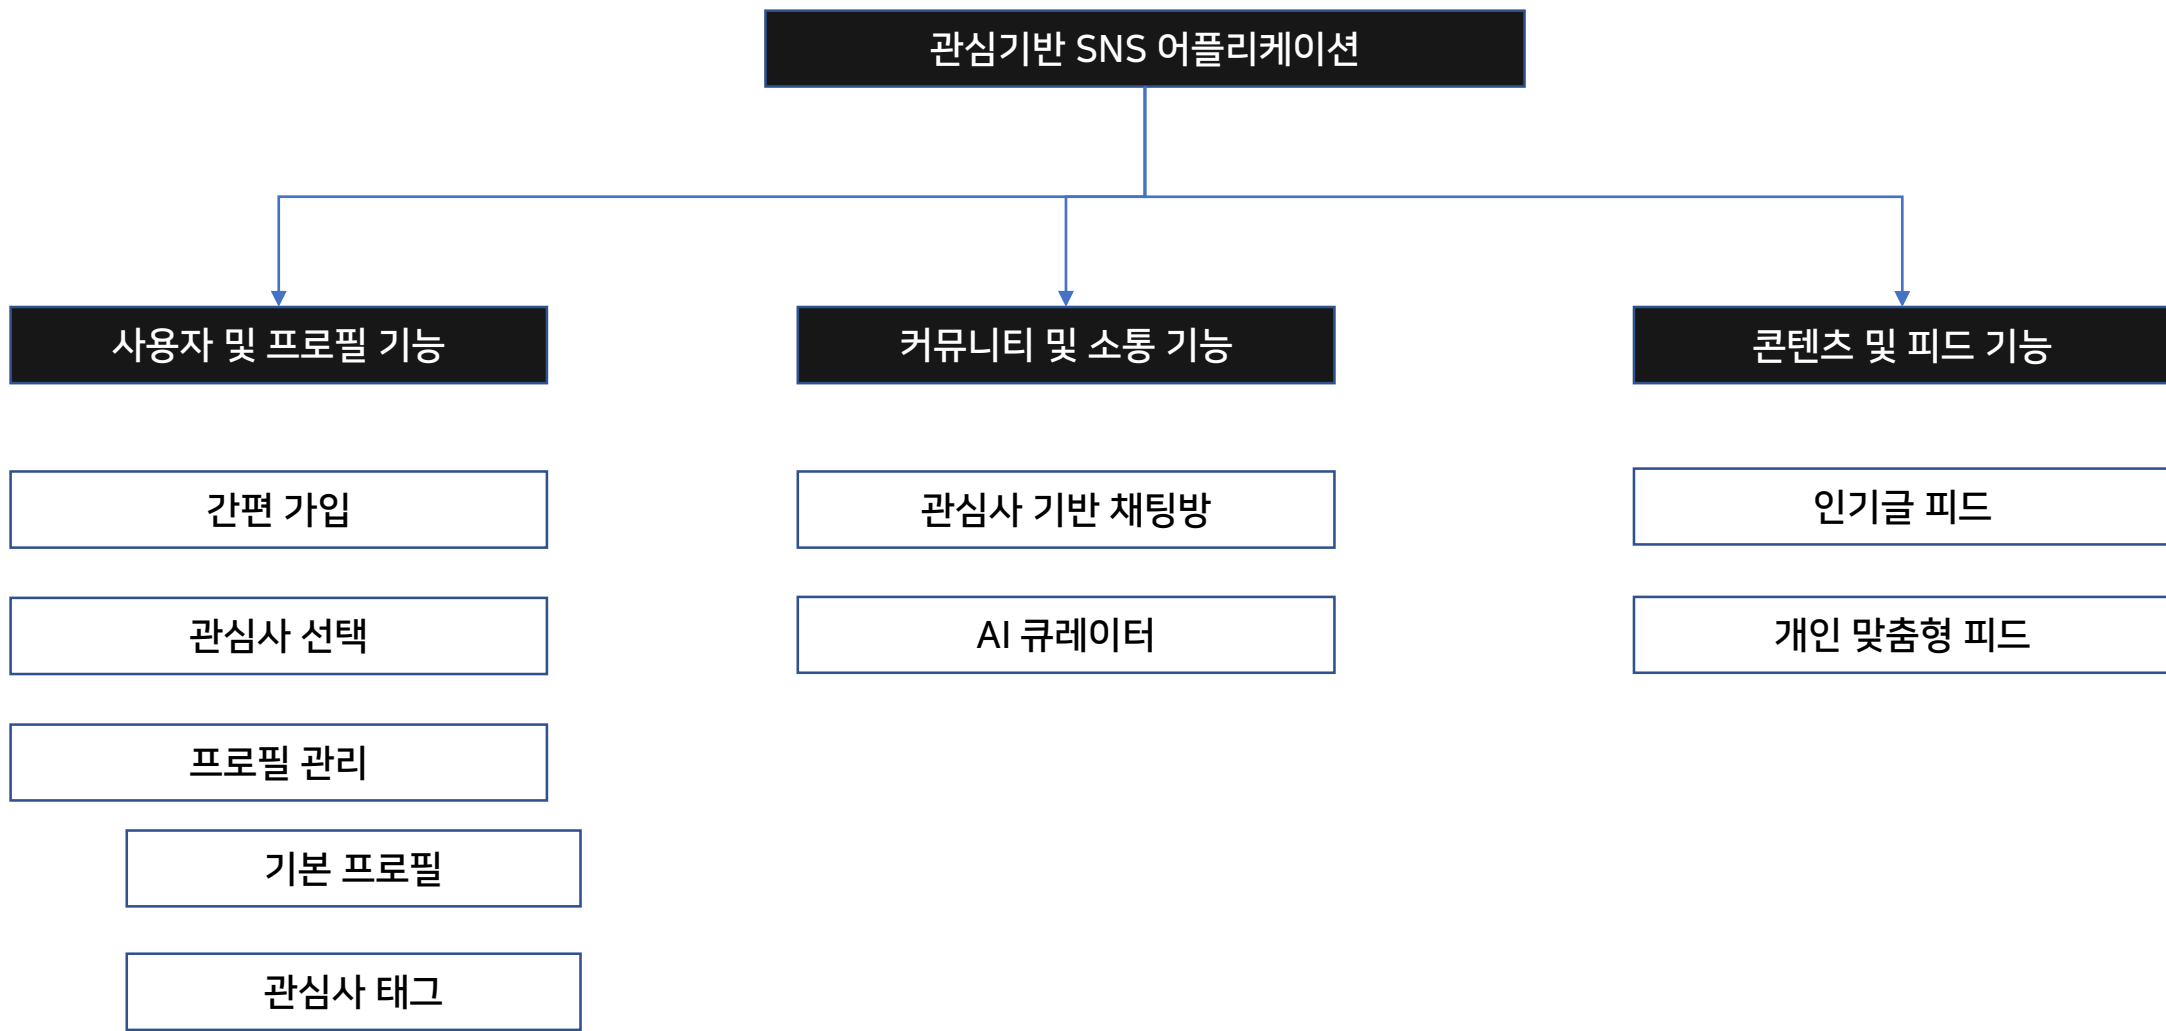 관심기반 SNS 어플리케이션
사용자 및 프로필 기능
커뮤니티 및 소통 기능
콘텐츠 및 피드 기능
간편 가입
관심사 기반 채팅방
인기글 피드
관심사 선택
AI 큐레이터
개인 맞춤형 피드
프로필 관리
기본 프로필
관심사 태그